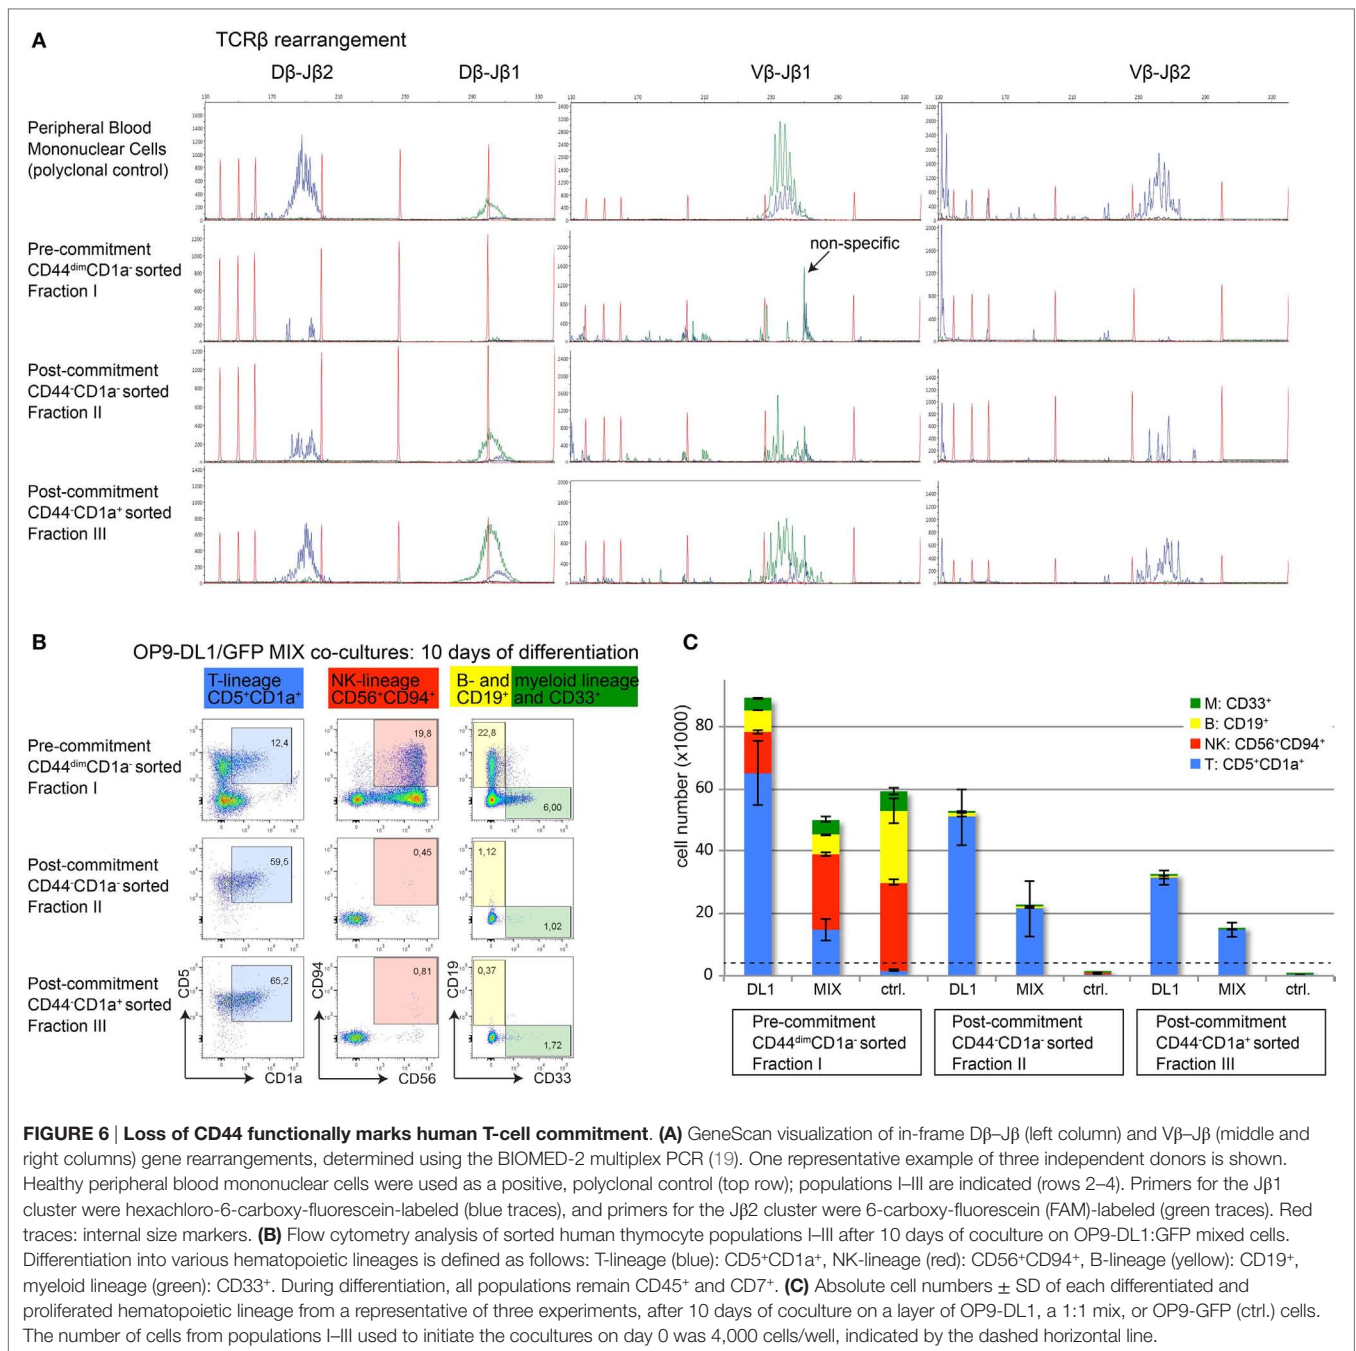 A
TCRβ rearrangement
Dβ-Jβ2 Dβ-Jβ1 Vβ-Jβ1 Vβ-Jβ2
Peripheral Blood
Mononuclear Cells
(polyclonal control)
Pre-commitment
CD44dimCD1a- sorted
Fraction I
non-specific
Post-commitment
CD44-CD1a- sorted
Fraction II
Post-commitment
CD44-CD1a+ sorted
Fraction III
B
OP9-DL1/GFP MIX co-cultures: 10 days of differentiation
T-lineage NK-lineage B- and myeloid lineage
CD5+CD1a+ CD56+CD94+ CD19+ and CD33+
Pre-commitment
CD44dimCD1a- sorted
Fraction I
12,4
19,8
22,8
6,00
Post-commitment
CD44-CD1a- sorted
Fraction II
59,5
0,45
1,12
1,02
Post-commitment
CD44-CD1a+ sorted
Fraction III
65,2
0,81
0,37
1,72
CD5
CD1a
CD94
CD56
CD19
CD33
C
M: CD33+
B: CD19+
NK: CD56+CD94+
T: CD5+CD1a+
cell number (x1000)
80
60
40
20
0
DL1 MIX ctrl. DL1 MIX ctrl. DL1 MIX ctrl.
Pre-commitment
CD44dimCD1a- sorted
Fraction I
Post-commitment
CD44-CD1a- sorted
Fraction II
Post-commitment
CD44-CD1a+ sorted
Fraction III
FIGURE 6 | Loss of CD44 functionally marks human T-cell commitment. (A) GeneScan visualization of in-frame Dβ–Jβ (left column) and Vβ–Jβ (middle and
right columns) gene rearrangements, determined using the BIOMED-2 multiplex PCR (19). One representative example of three independent donors is shown.
Healthy peripheral blood mononuclear cells were used as a positive, polyclonal control (top row); populations I–III are indicated (rows 2–4). Primers for the Jβ1
cluster were hexachloro-6-carboxy-fluorescein-labeled (blue traces), and primers for the Jβ2 cluster were 6-carboxy-fluorescein (FAM)-labeled (green traces). Red
traces: internal size markers. (B) Flow cytometry analysis of sorted human thymocyte populations I–III after 10 days of coculture on OP9-DL1:GFP mixed cells.
Differentiation into various hematopoietic lineages is defined as follows: T-lineage (blue): CD5+CD1a+, NK-lineage (red): CD56+CD94+, B-lineage (yellow): CD19+,
myeloid lineage (green): CD33+. During differentiation, all populations remain CD45+ and CD7+. (C) Absolute cell numbers ± SD of each differentiated and
proliferated hematopoietic lineage from a representative of three experiments, after 10 days of coculture on a layer of OP9-DL1, a 1:1 mix, or OP9-GFP (ctrl.) cells.
The number of cells from populations I–III used to initiate the cocultures on day 0 was 4,000 cells/well, indicated by the dashed horizontal line.